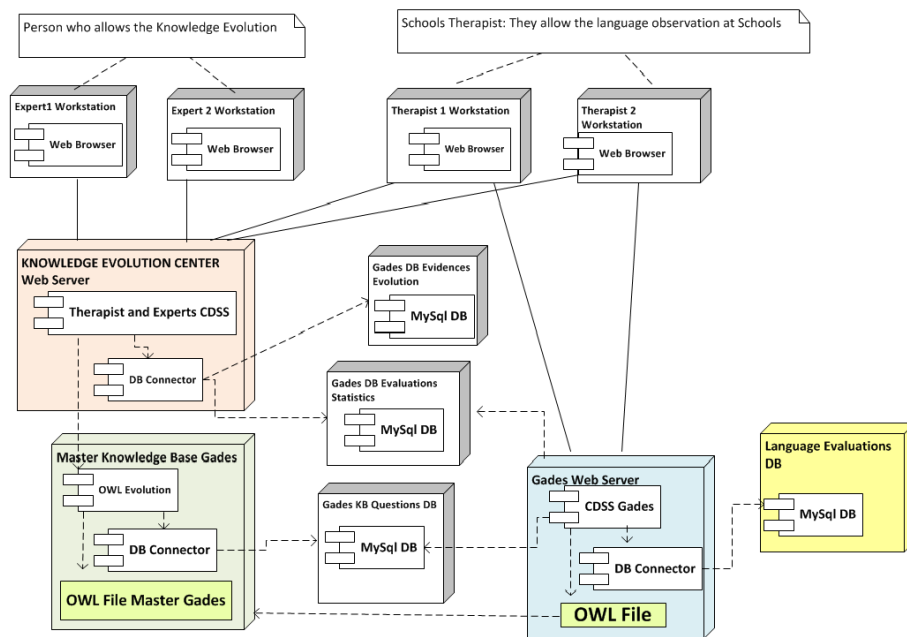 Person who allows the Knowledge Evolution
Schools Therapist: They allow the language observation at Schools
Expert1 Workstation
Web Browser
Expert 2 Workstation
Web Browser
Therapist 1 Workstation
Web Browser
Therapist 2
Workstation
Web Browser
KNOWLEDGE EVOLUTION CENTER
Web Server
Therapist and Experts CDSS
DB Connector
Gades DB Evidences
Evolution
MySql DB
Gades DB Evaluations
Statistics
MySql DB
Master Knowledge Base Gades
OWL Evolution
DB Connector
OWL File Master Gades
Gades KB Questions DB
MySql DB
Gades Web Server
CDSS Gades
DB Connector
OWL File
Language Evaluations
DB
MySql DB